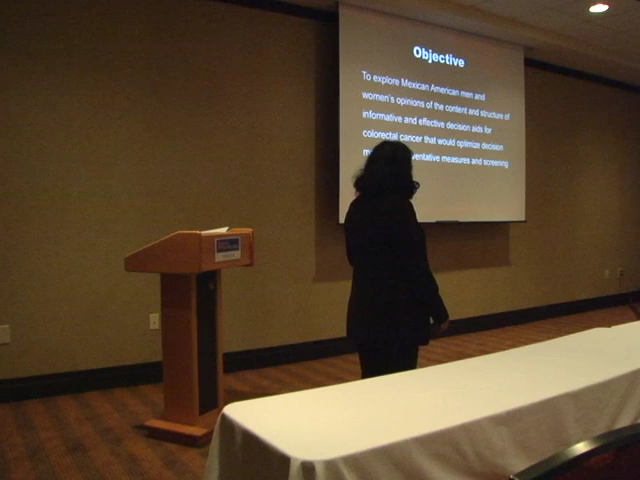 Objective
To explore Mexican American men and
women's opinions of the content and structure of
informative and effective decision aids for
colorectal cancer that would optimize decision
measures and screening